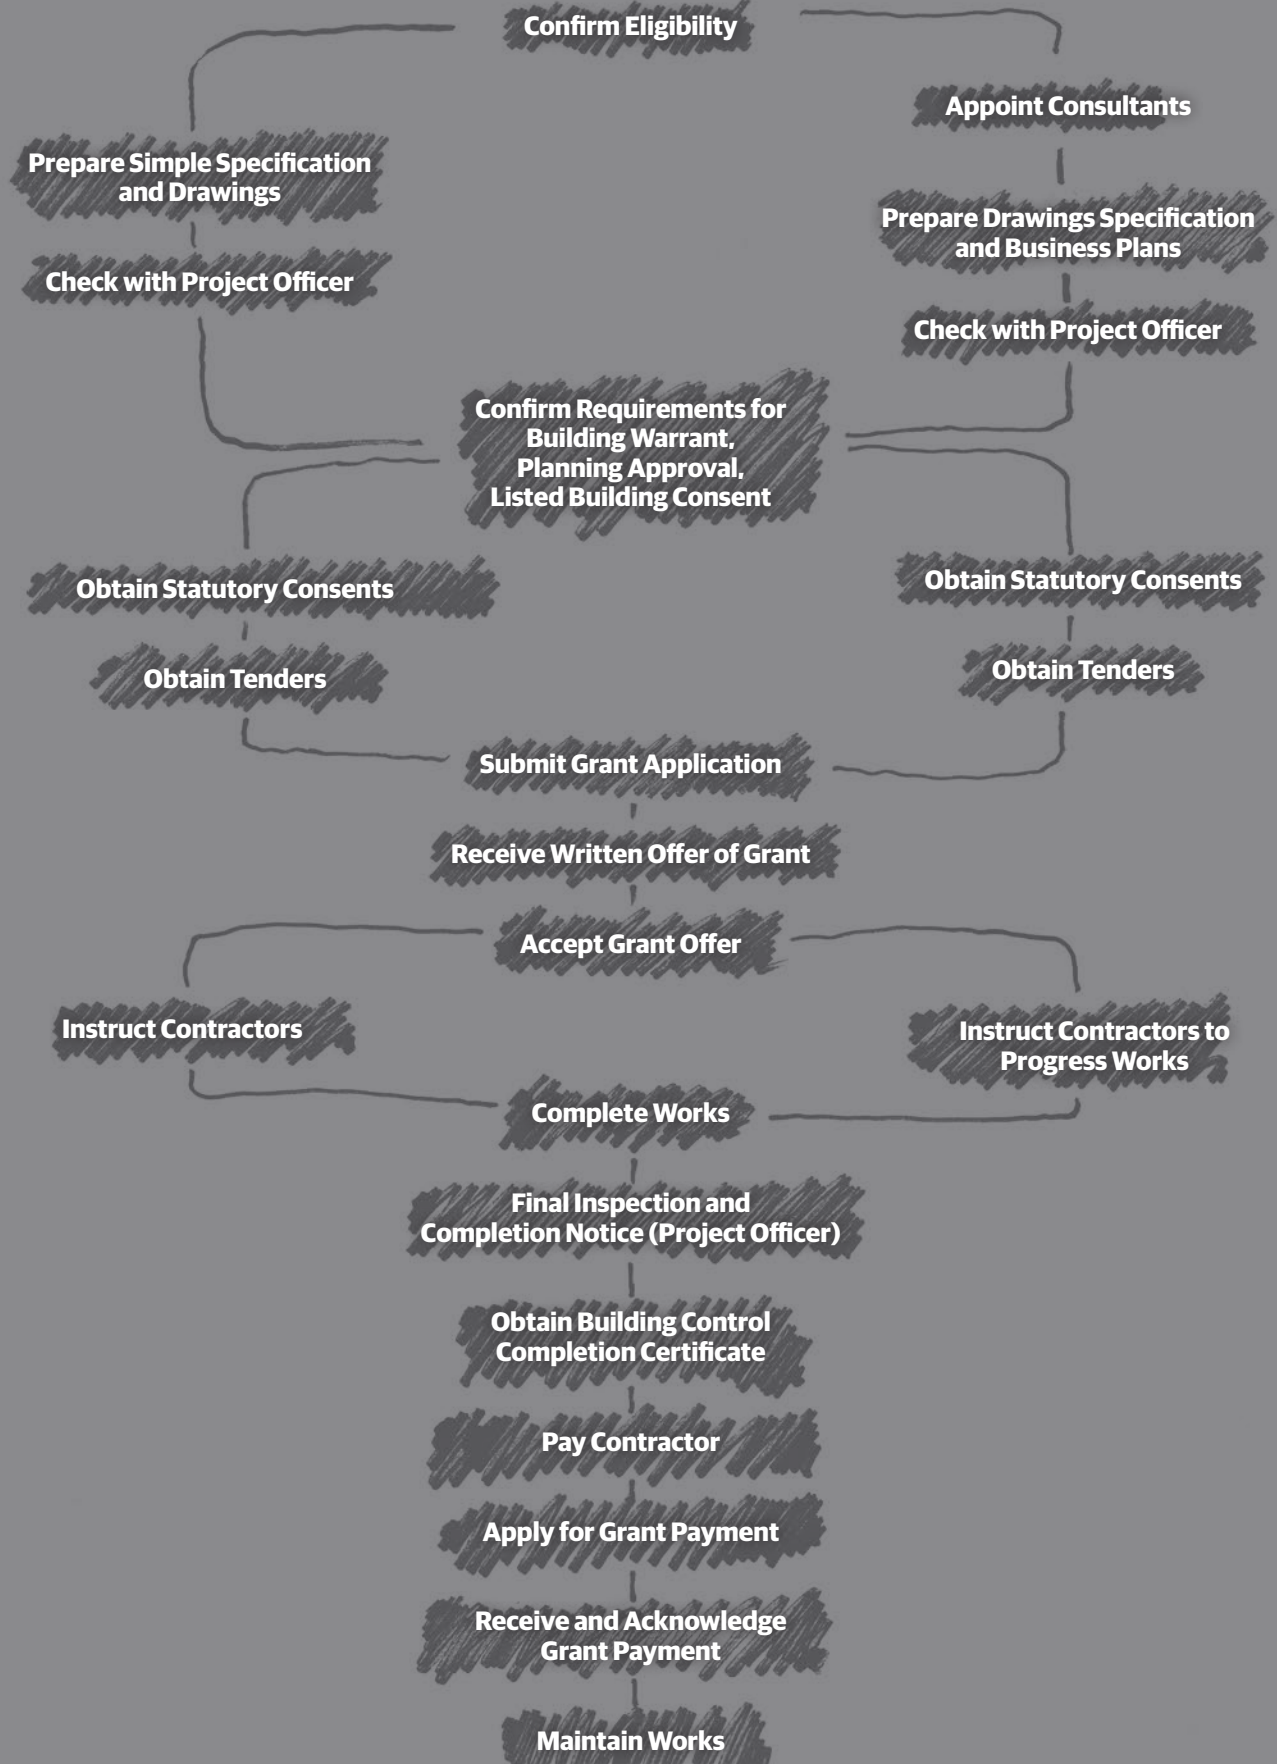 Confirm Eligibility
Appoint Consultants
Prepare Simple Specification
and Drawings
Prepare Drawings Specification
and Business Plans
Check with Project Officer
Check with Project Officer
Confirm Requirements for
Building Warrant,
Planning Approval,
Listed Building Consent
Obtain Statutory Consents
Obtain Statutory Consents
Obtain Tenders
Obtain Tenders
Submit Grant Application
Receive Written Offer of Grant
Accept Grant Offer
Instruct Contractors
Instruct Contractors to
Progress Works
Complete Works
Final Inspection and
Completion Notice (Project Officer)
Obtain Building Control
Completion Certificate
Pay Contractor
Apply for Grant Payment
Receive and Acknowledge
Grant Payment
Maintain Works